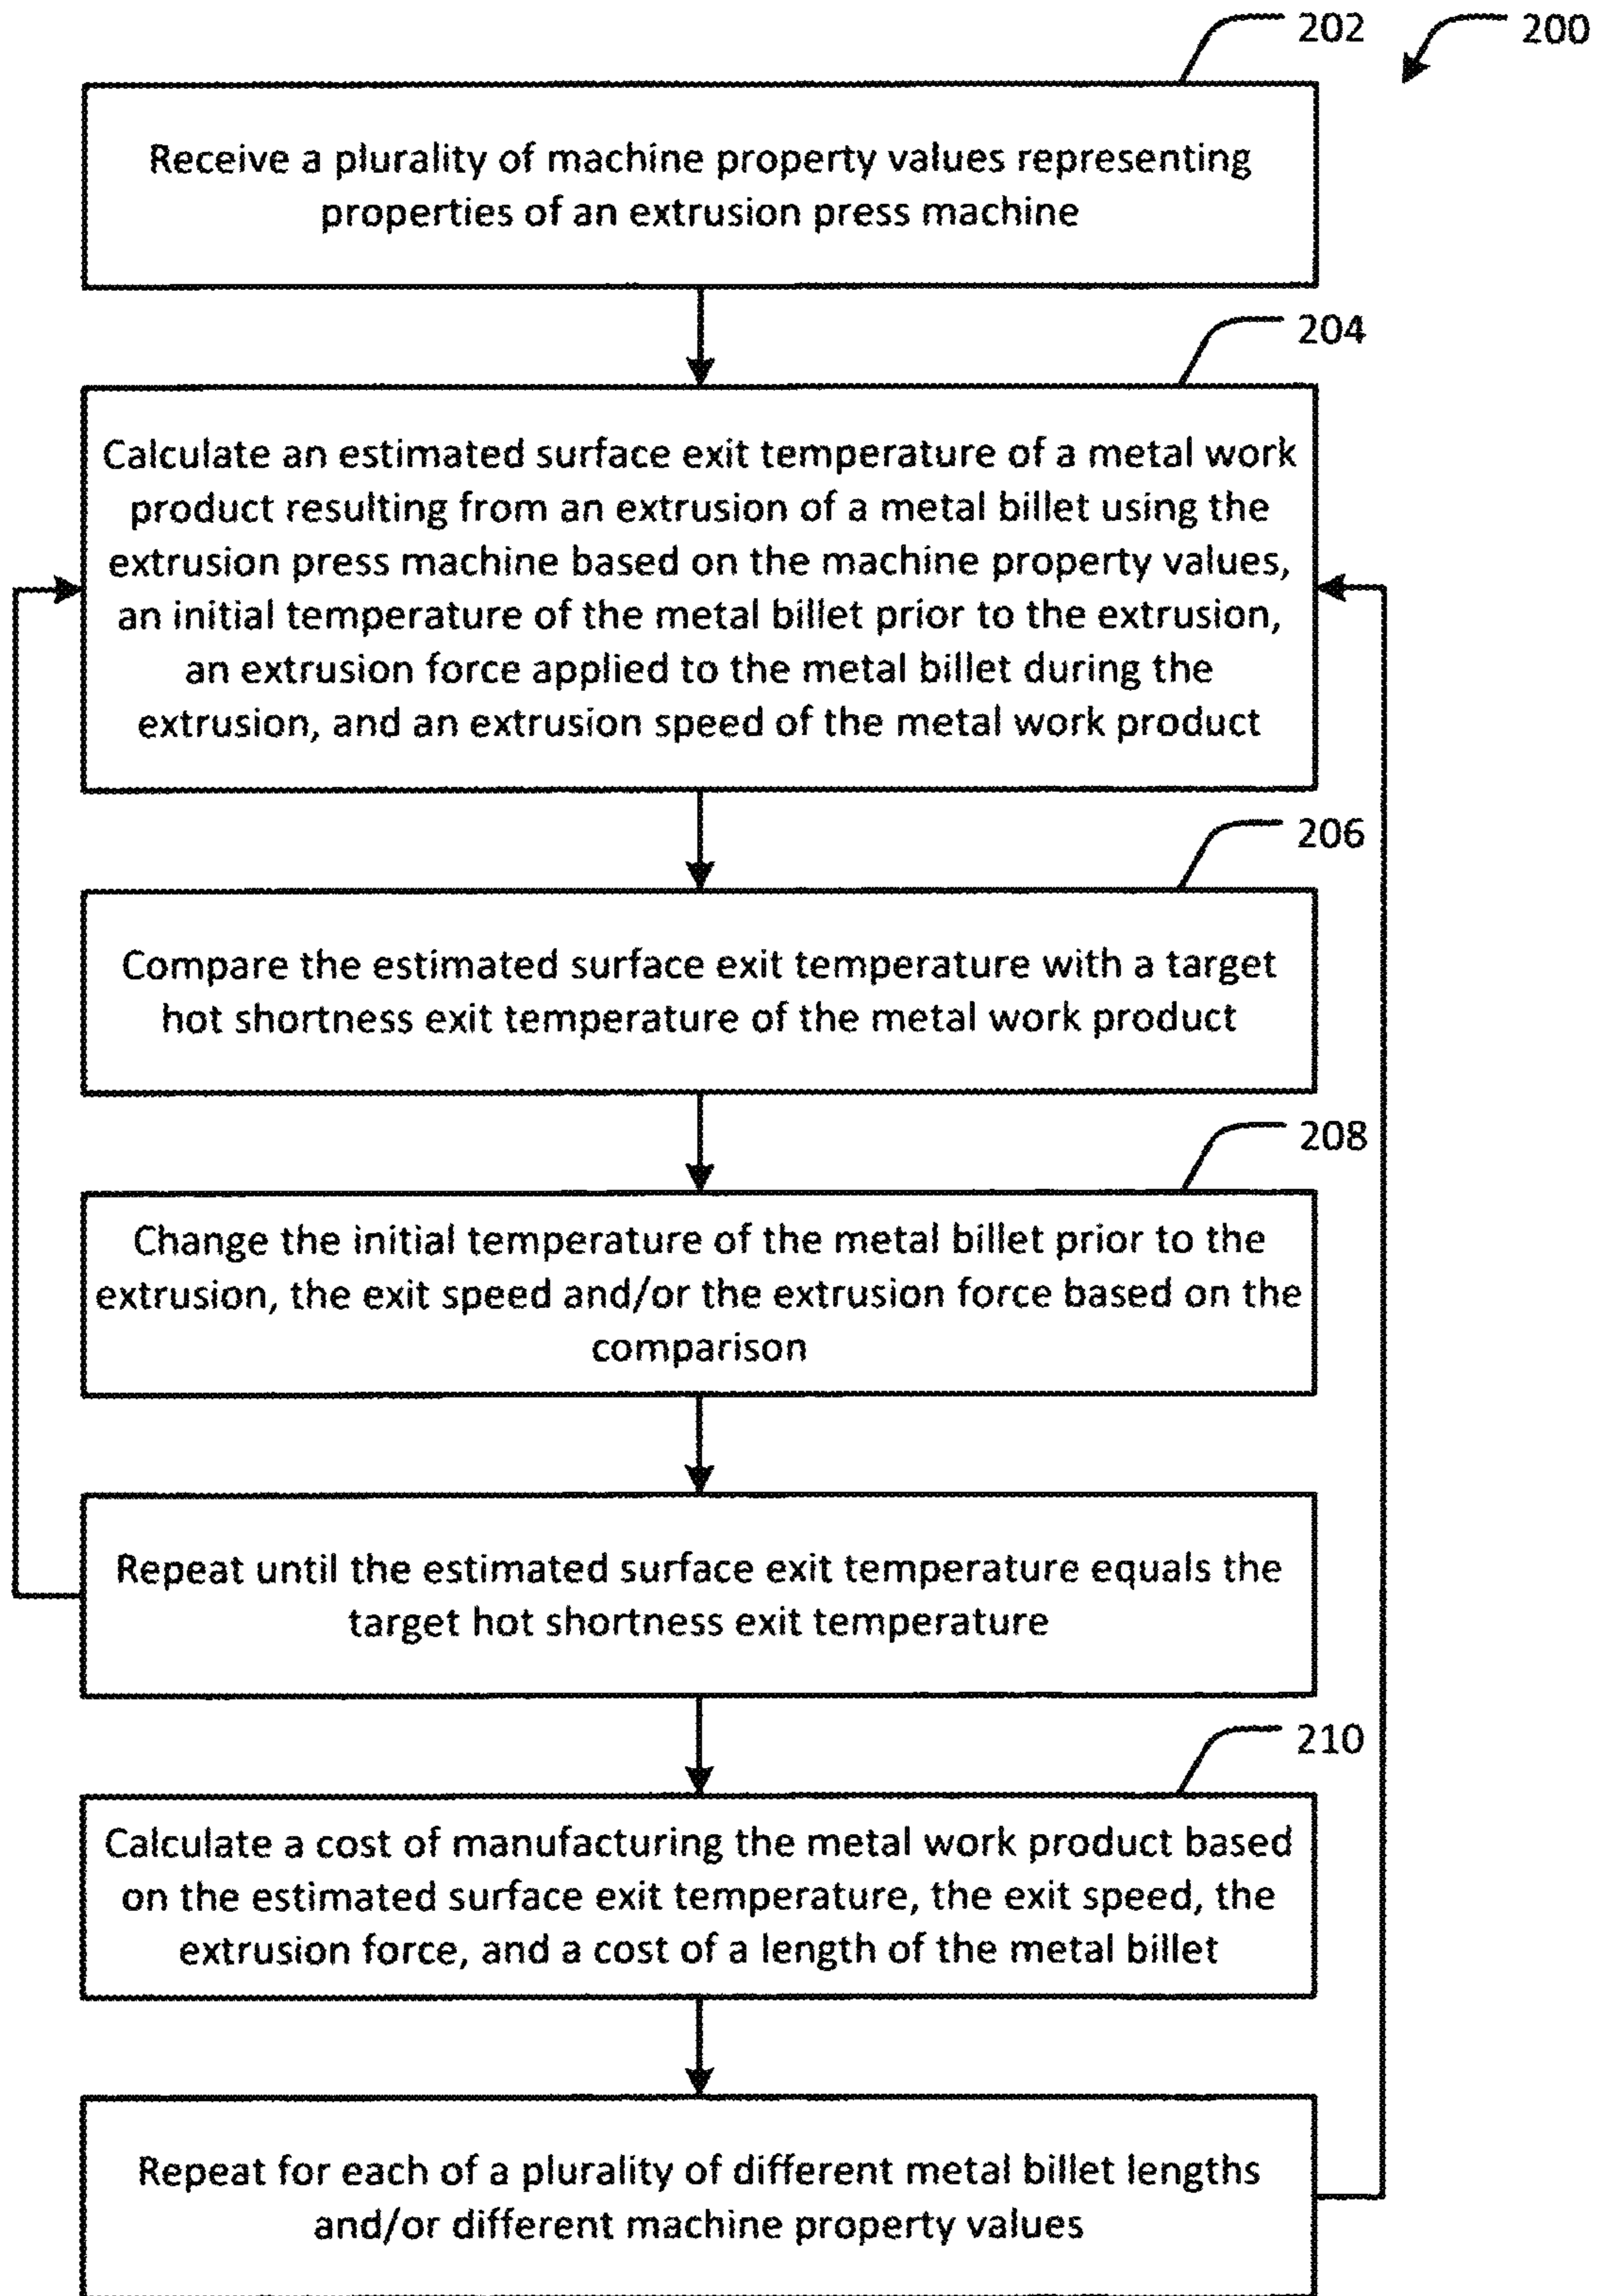 202
200
Receive a plurality of machine property values representing
properties of an extrusion press machine
204
Calculate an estimated surface exit temperature of a metal work
product resulting from an extrusion of a metal billet using the
extrusion press machine based on the machine property values,
an initial temperature of the metal billet prior to the extrusion,
an extrusion force applied to the metal billet during the
extrusion, and an extrusion speed of the metal work product
206
Compare the estimated surface exit temperature with a target
hot shortness exit temperature of the metal work product
208
Change the initial temperature of the metal billet prior to the
extrusion, the exit speed and/or the extrusion force based on the
comparison
Repeat until the estimated surface exit temperature equals the
target hot shortness exit temperature
210
Calculate a cost of manufacturing the metal work product based
on the estimated surface exit temperature, the exit speed, the
extrusion force, and a cost of a length of the metal billet
Repeat for each of a plurality of different metal billet lengths
and/or different machine property values